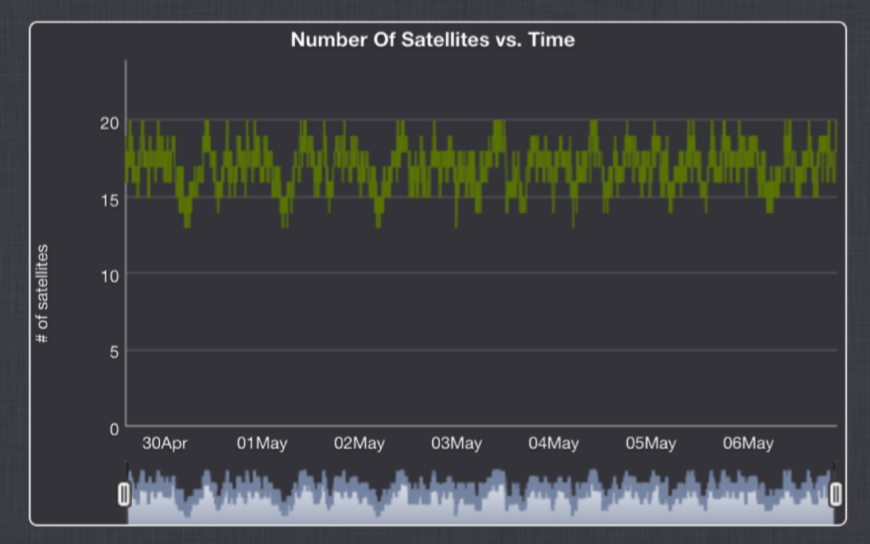 Number Of Satellites vs. Time
# of satellites
20
15
10
5
0
30Apr 01May 02May 03May 04May 05May 06May